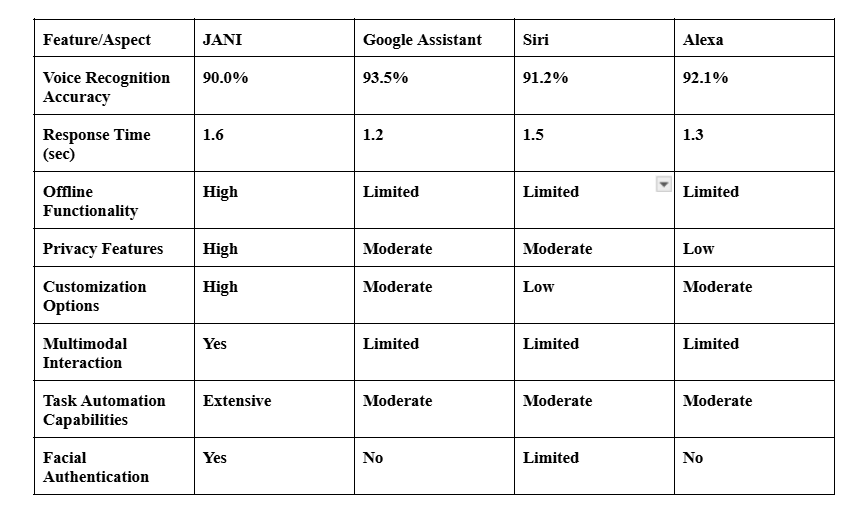 Feature/Aspect JANI Google Assistant Siri Alexa
Voice Recognition Accuracy 90.0% 93.5% 91.2% 92.1%
Response Time (sec) 1.6 1.2 1.5 1.3
Offline Functionality High Limited Limited Limited
Privacy Features High Moderate Moderate Low
Customization Options High Moderate Low Moderate
Multimodal Interaction Yes Limited Limited Limited
Task Automation Capabilities Extensive Moderate Moderate Moderate
Facial Authentication Yes No Limited No